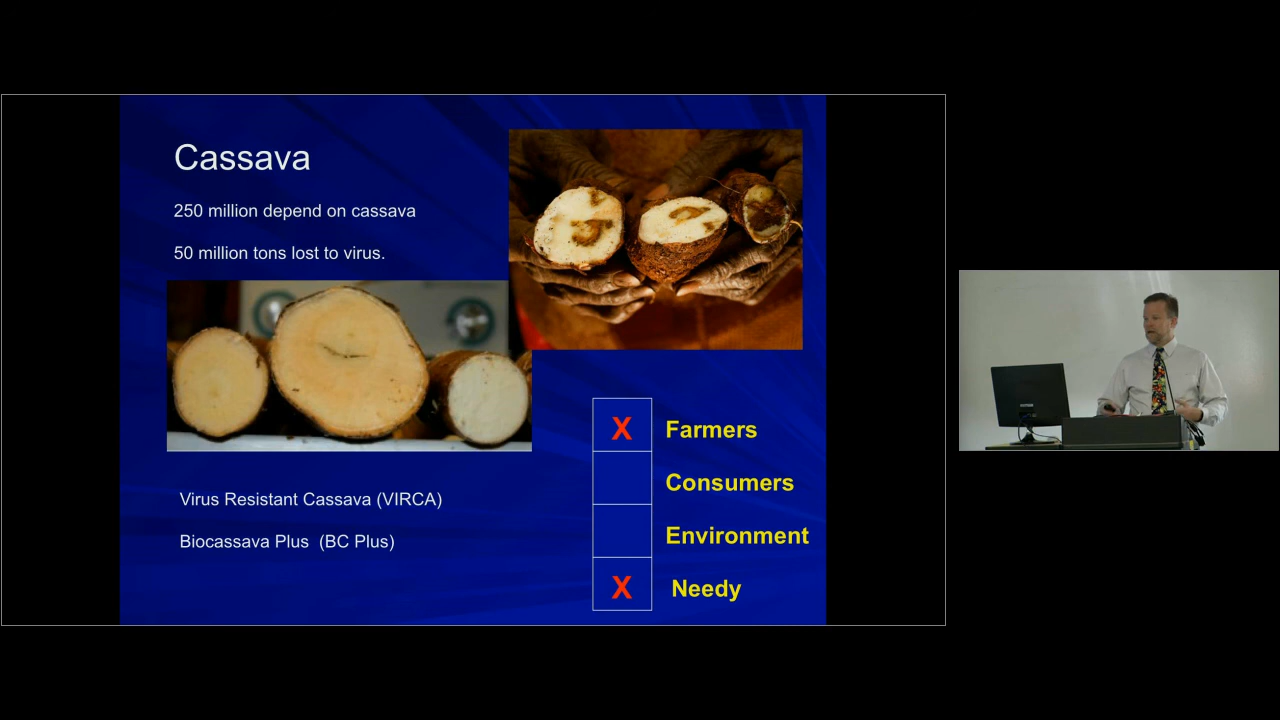 Cassava
250 million depend on cassava
50 million tons lost to virus.
Virus Resistant Cassava (VIRCA)
Biocassava Plus (BC Plus)
X Farmers
Consumers
Environment
X Needy